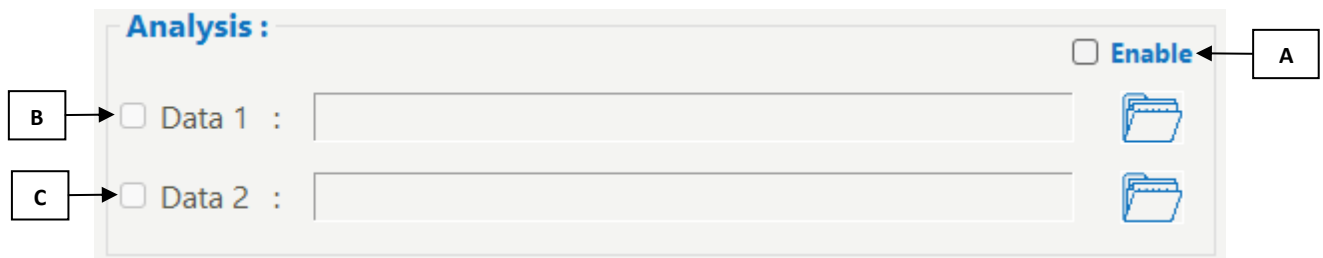 Analysis :
Enable
A
B
Data 1 :
C
Data 2 :